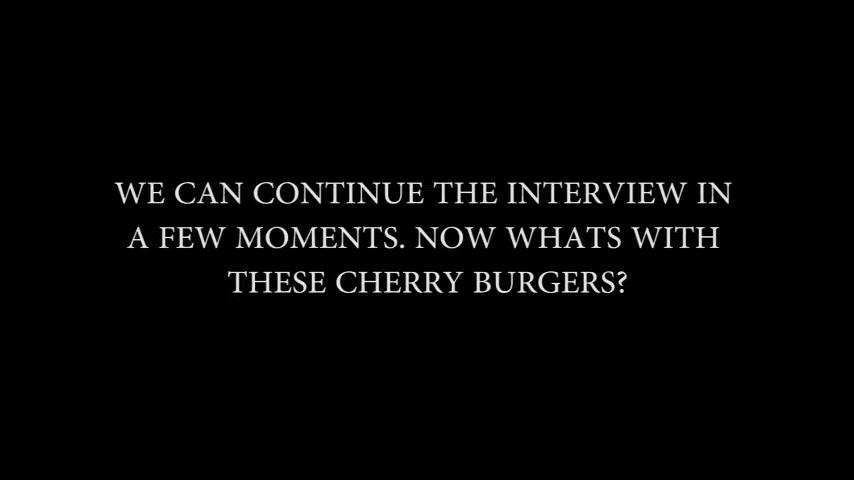 WE CAN CONTINUE THE INTERVIEW IN
A FEW MOMENTS. NOW WHATS WITH
THESE CHERRY BURGERS?